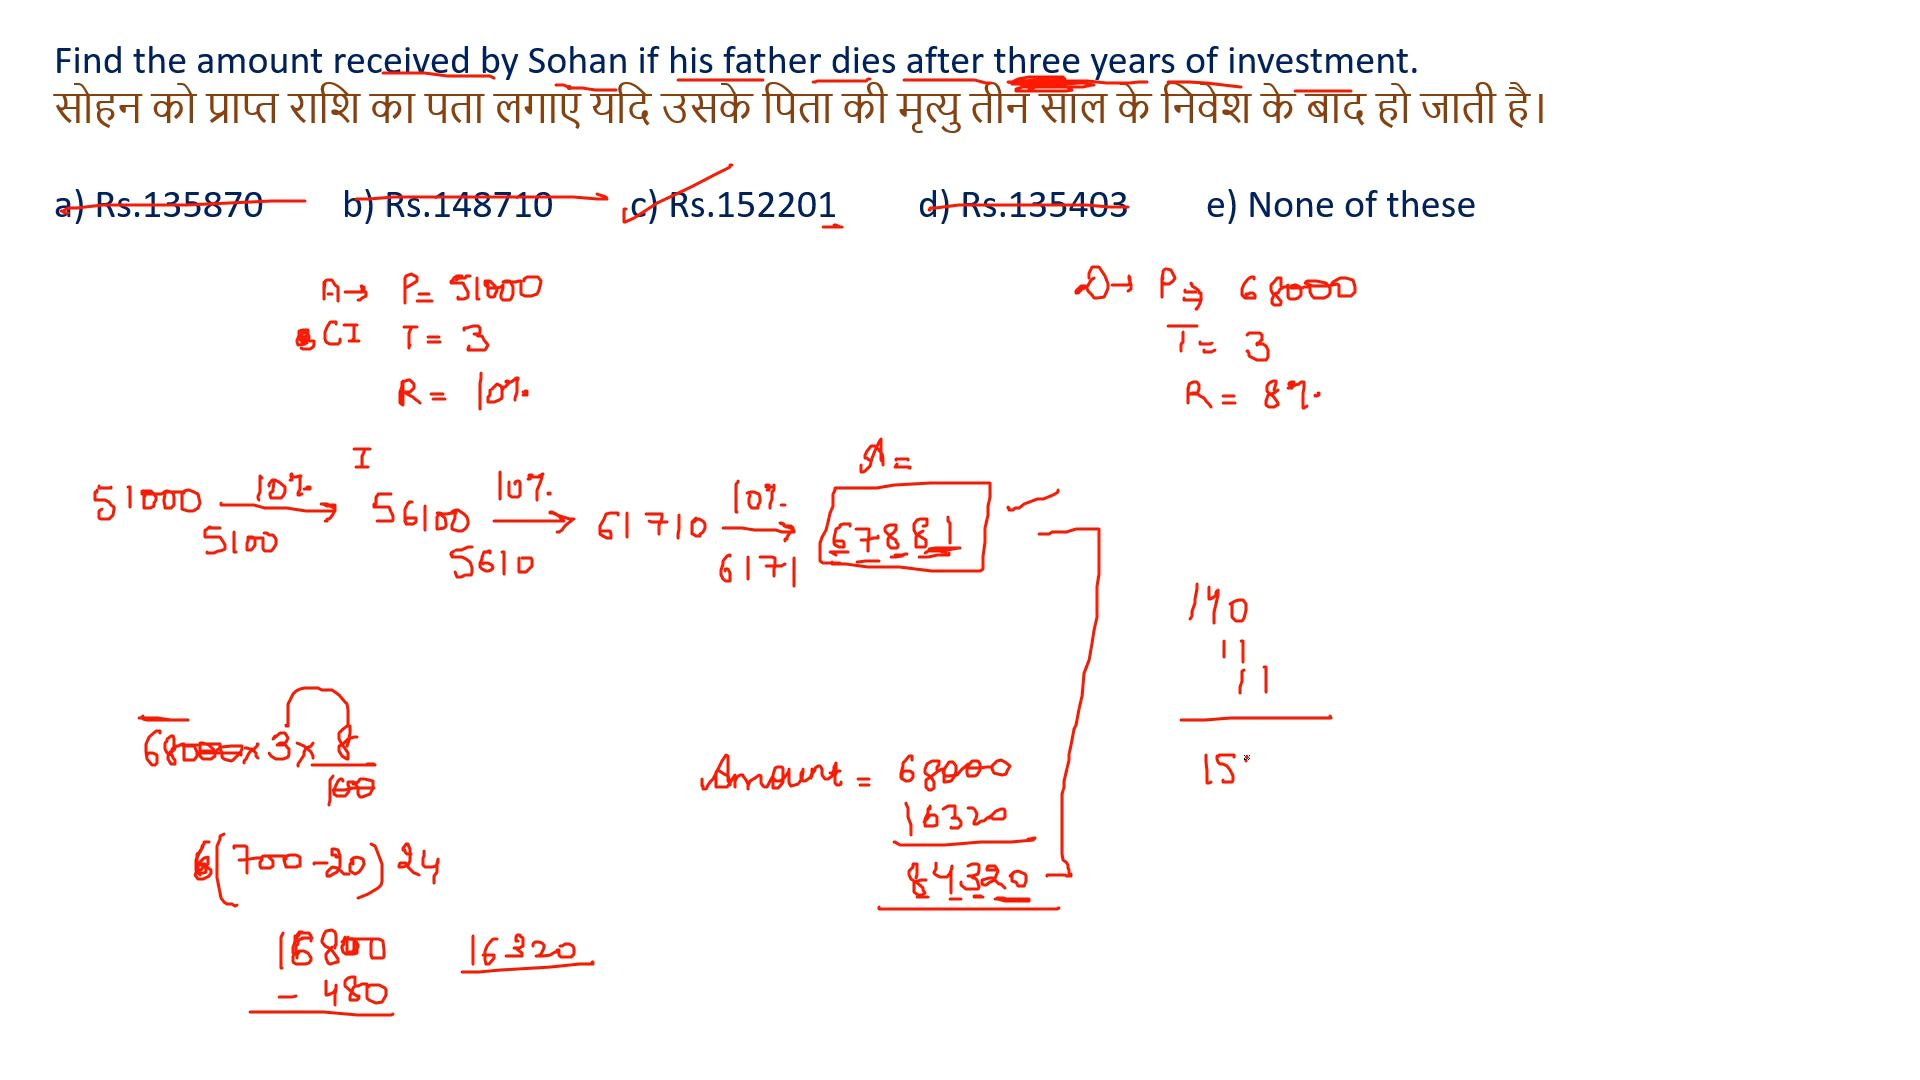 Find the amount received by Sohan if his father dies after three years of investment.
सोहन को प्राप्त राशि का पता लगाए यदि उसके पिता की मृत्यु तीन साल के निवेश के बाद हो जाती है।
a) Rs.135870 b) Rs.148710 c) Rs.152201 d) Rs.135403 e) None of these
A→ P= 51000
CI T= 3
R= 10%
D→ P⇒ 68000
T= 3
R= 8%
I
A=
51000 10% 5100 56100 10% 5610 61710 10% 6171 67881
140
11
11
15
68000×3×8
100
(700-20) 24
16800 16320
- 480
Amount = 68000
16320
84320